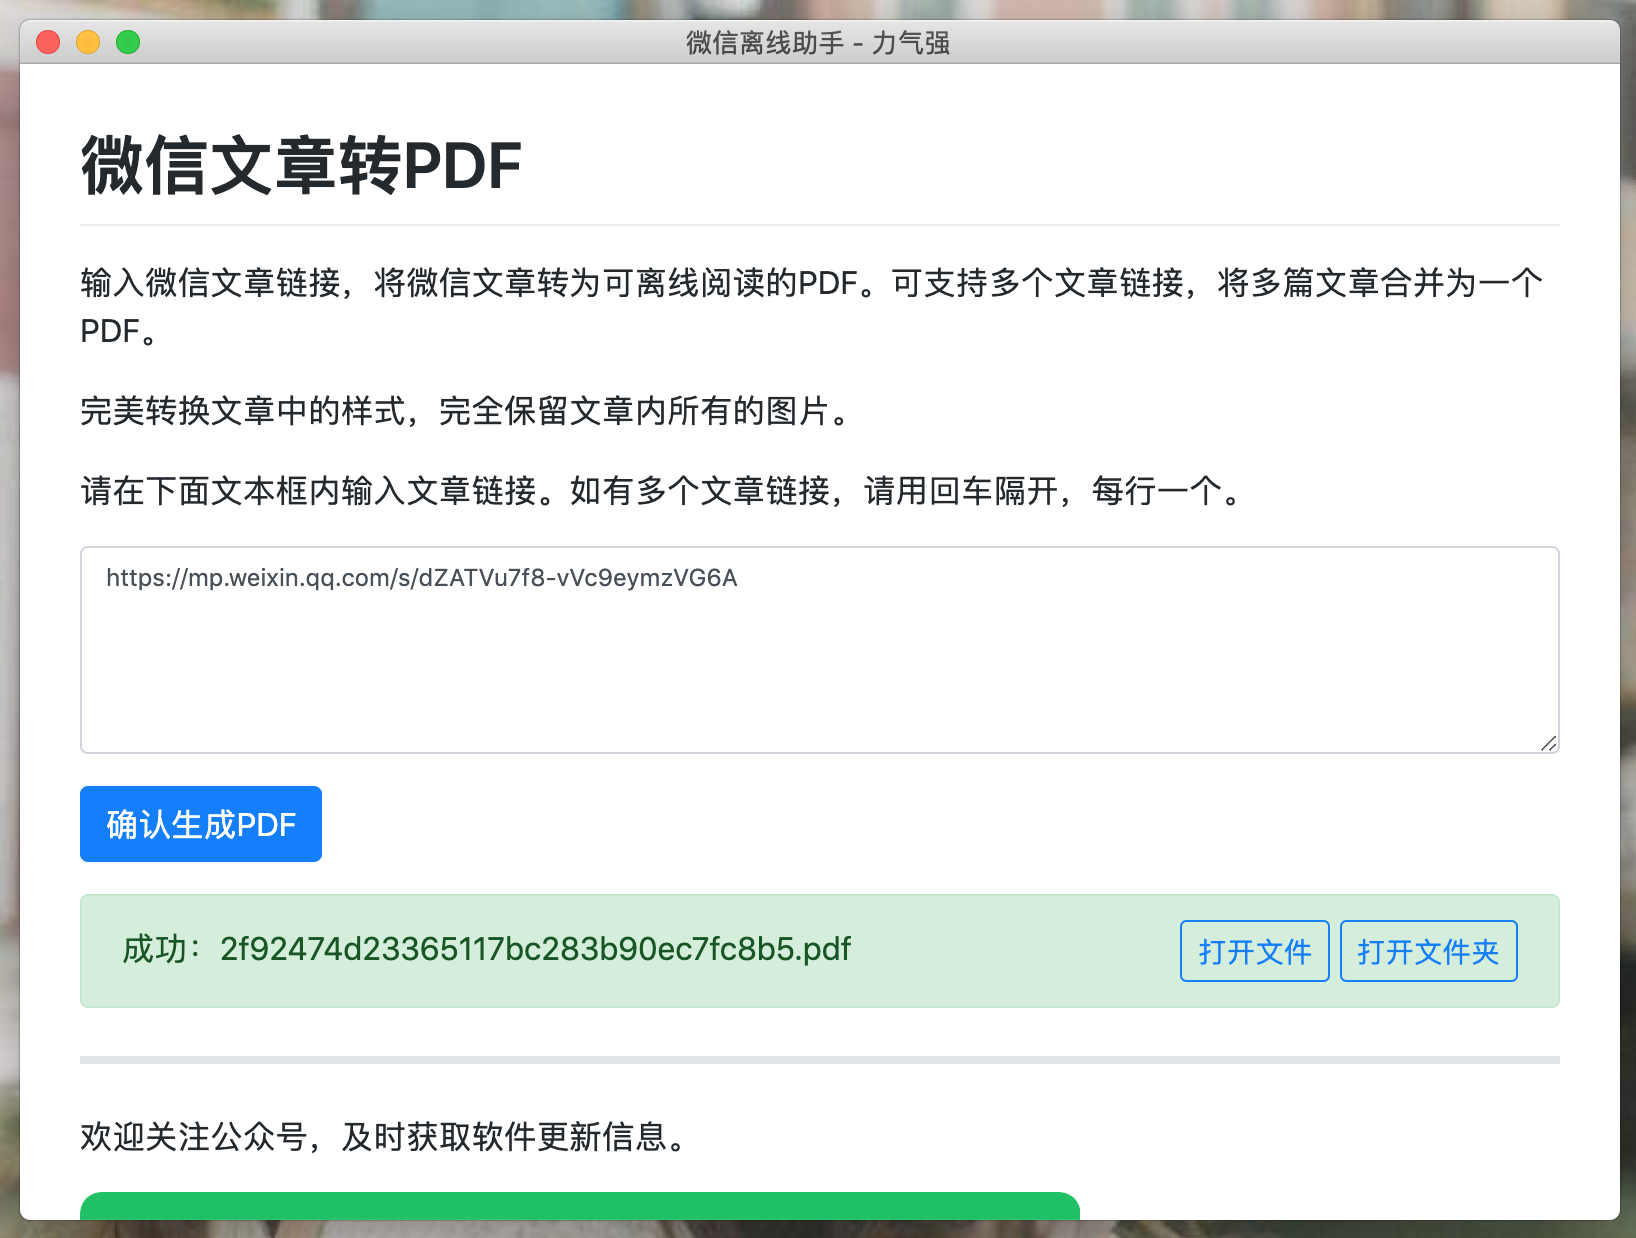 微信离线助手 - 力气强
微信文章转PDF
输入微信文章链接，将微信文章转为可离线阅读的PDF。可支持多个文章链接，将多篇文章合并为一个
PDF。
完美转换文章中的样式，完全保留文章内所有的图片。
请在下面文本框内输入文章链接。如有多个文章链接，请用回车隔开，每行一个。
https://mp.weixin.qq.com/s/dZATVu7f8-vVc9eymzVG6A
确认生成PDF
成功：2f92474d23365117bc283b90ec7fc8b5.pdf 打开文件 打开文件夹
欢迎关注公众号，及时获取软件更新信息。